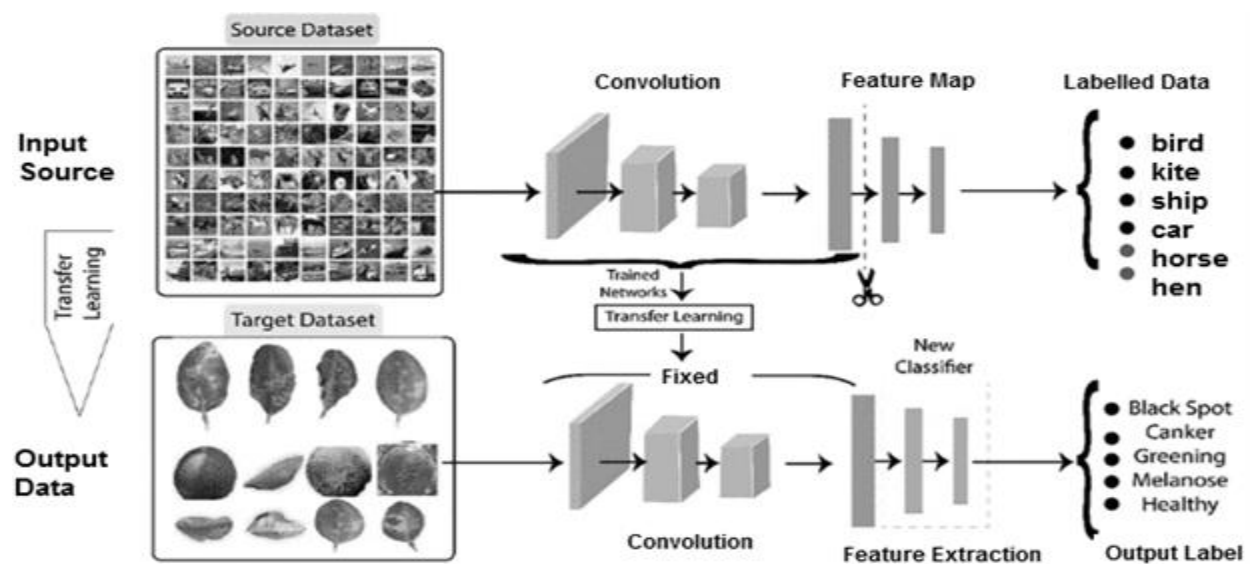 Source Dataset
Convolution
Feature Map
Labelled Data
Input
Source
bird
kite
ship
car
horse
hen
Transfer
Learning
Trained
Networks
Transfer Learning
Target Dataset
New
Classifier
Fixed
Output
Data
Black Spot
Canker
Greening
Melanose
Healthy
Convolution
Feature Extraction
Output Label